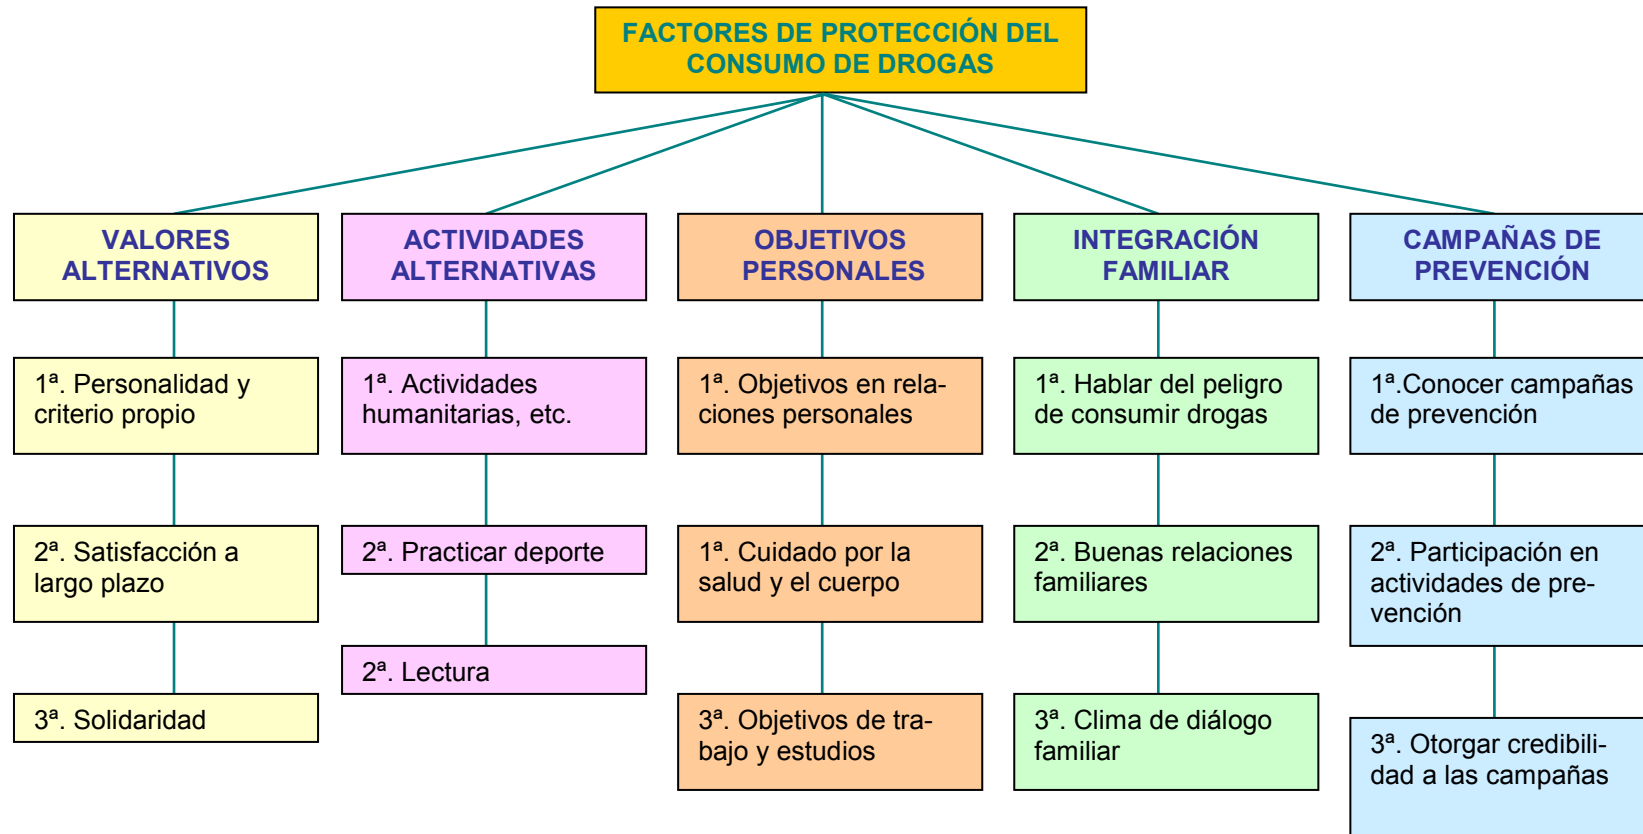 FACTORES DE PROTECCIÓN DEL
CONSUMO DE DROGAS
VALORES
ALTERNATIVOS
1ª. Personalidad y
criterio propio
2ª. Satisfacción a
largo plazo
3ª. Solidaridad
ACTIVIDADES
ALTERNATIVAS
1ª. Actividades
humanitarias, etc.
2ª. Practicar deporte
2ª. Lectura
OBJETIVOS
PERSONALES
1ª. Objetivos en rela-
ciones personales
1ª. Cuidado por la
salud y el cuerpo
3ª. Objetivos de tra-
bajo y estudios
INTEGRACIÓN
FAMILIAR
1ª. Hablar del peligro
de consumir drogas
2ª. Buenas relaciones
familiares
3ª. Clima de diálogo
familiar
CAMPAÑAS DE
PREVENCIÓN
1ª.Conocer campañas
de prevención
2ª. Participación en
actividades de pre-
vención
3ª. Otorgar credibili-
dad a las campañas